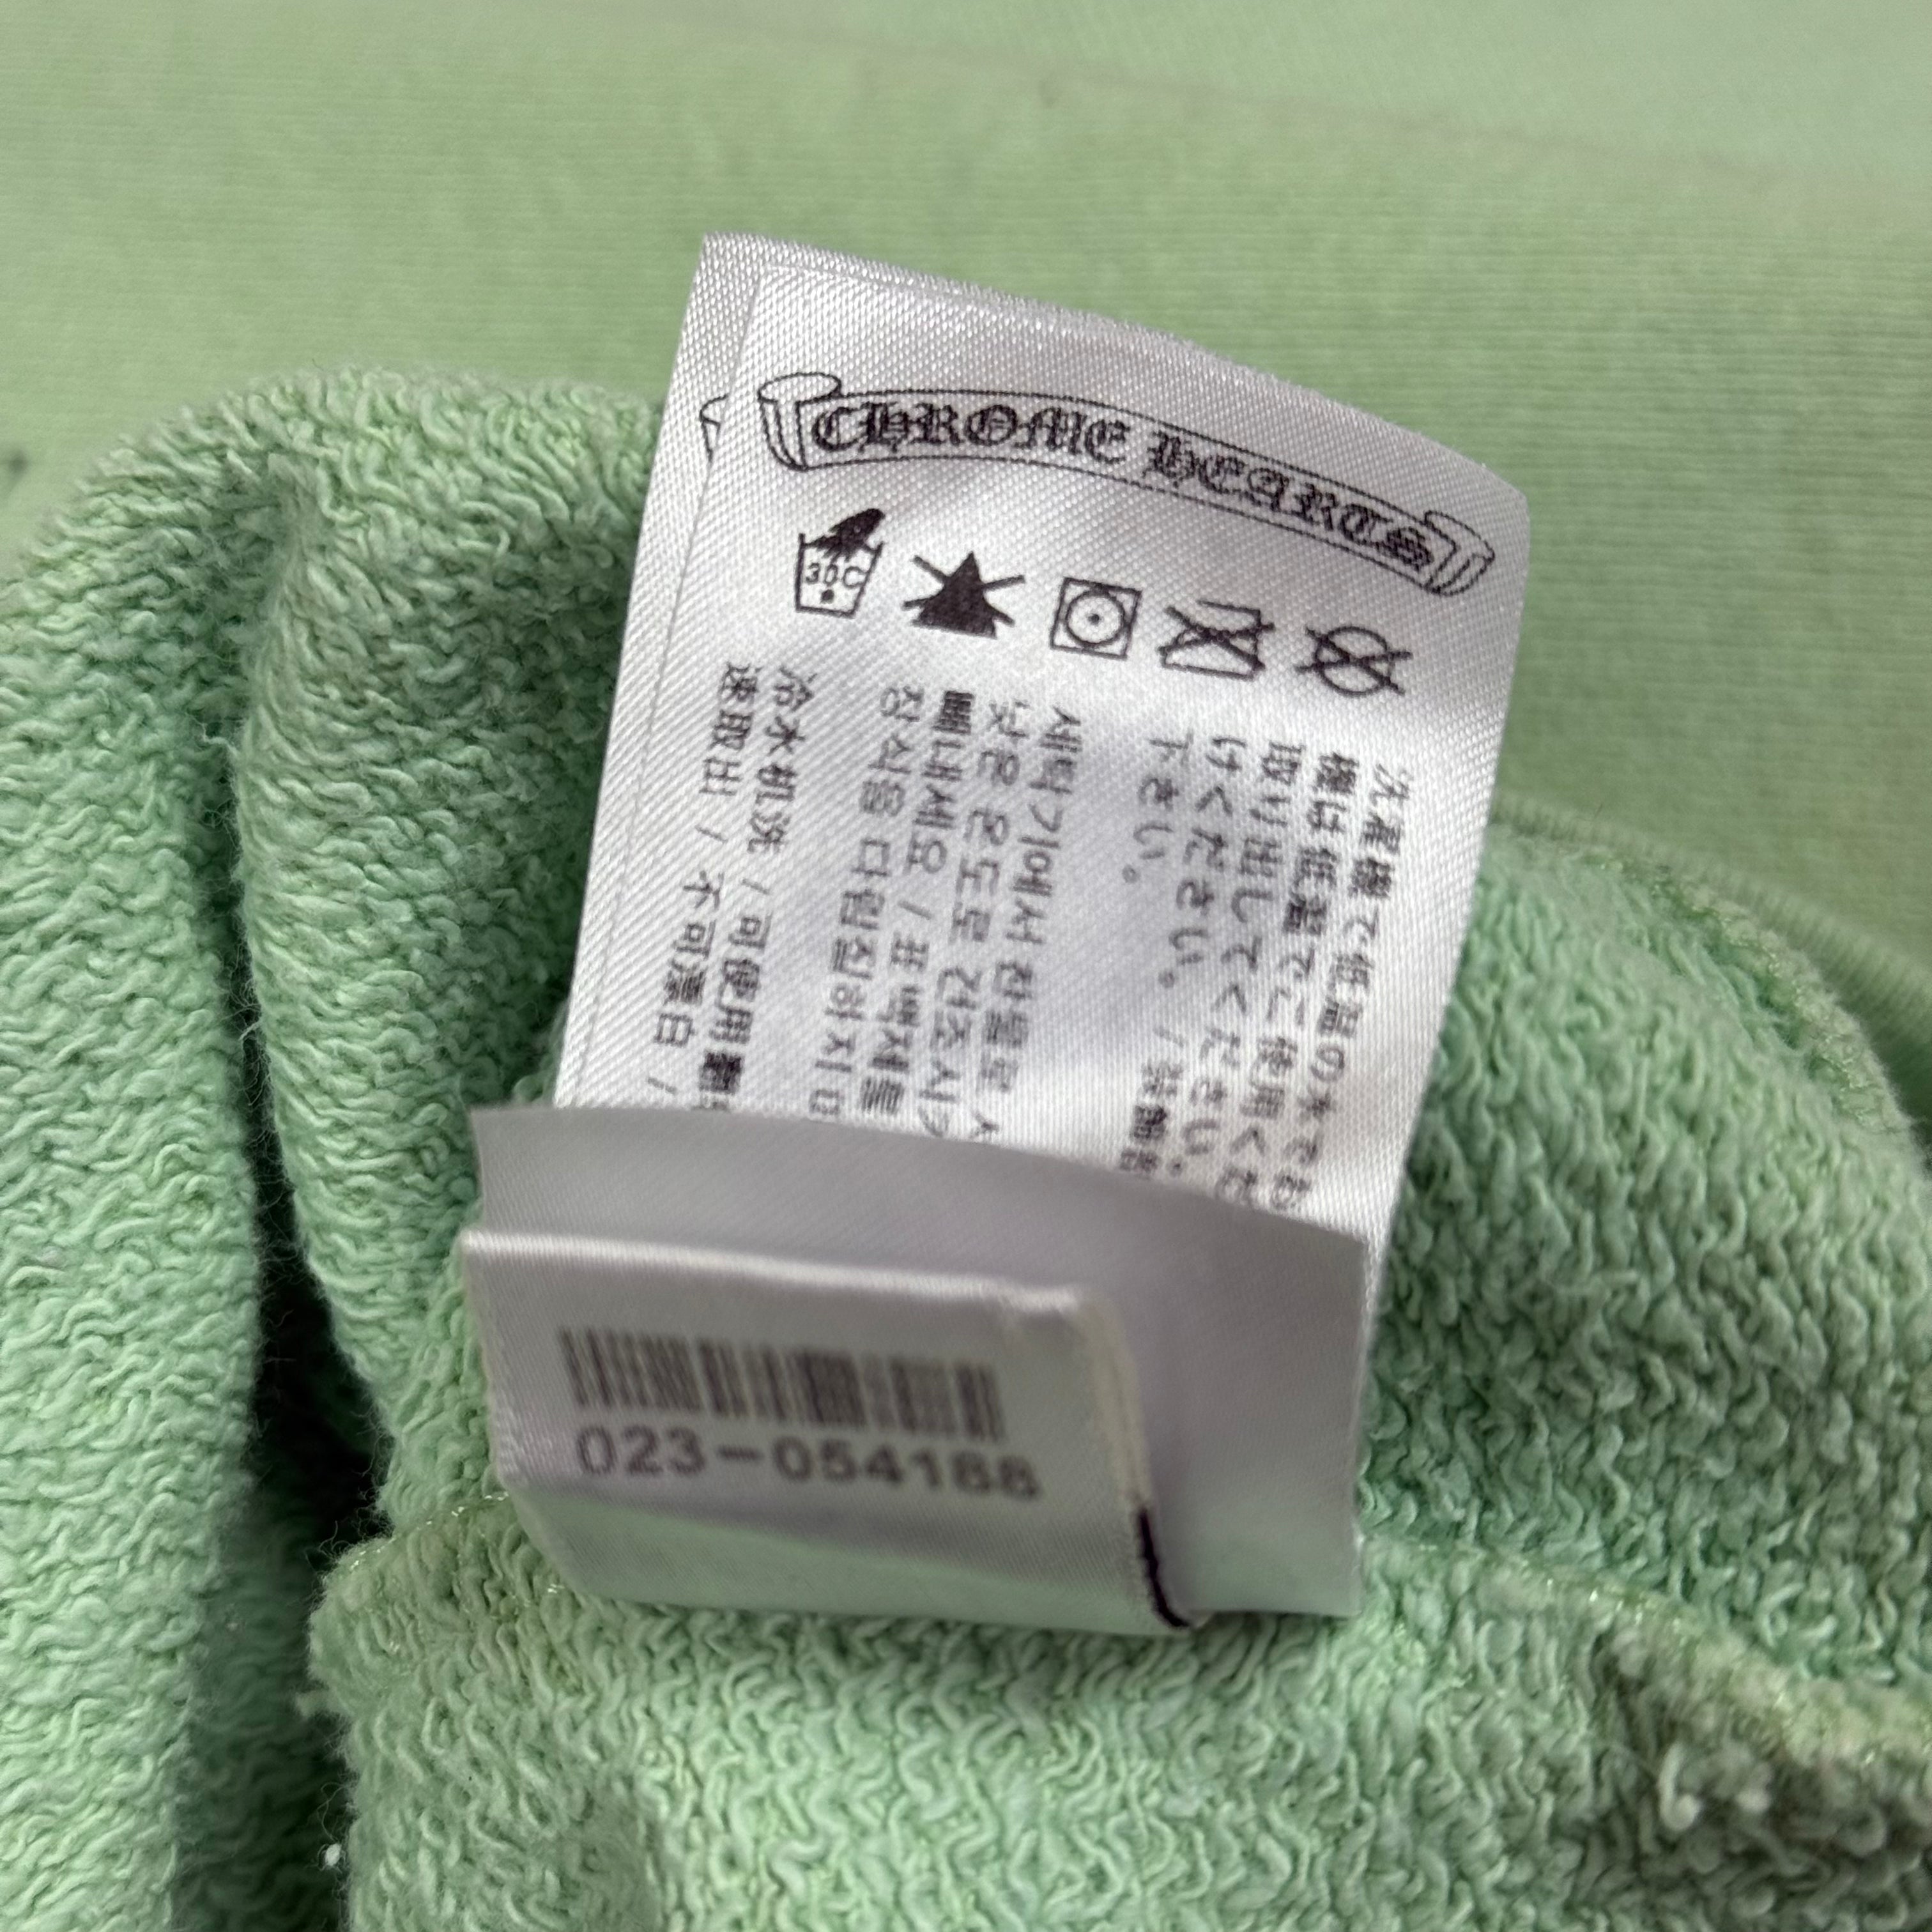 CHROME HEARTS
30C
洗濯機で低温の水でお
機は低温でご使用くだ
取り出してください。
けください。/ 
下さい。
세탁기에서 찬물로 
낮은 온도로 건조시
빼내세요 / 표백제를
장식을 다림질하지 마
冷水机洗 / 可使用
速取出 / 不可漂白 /
023-054188